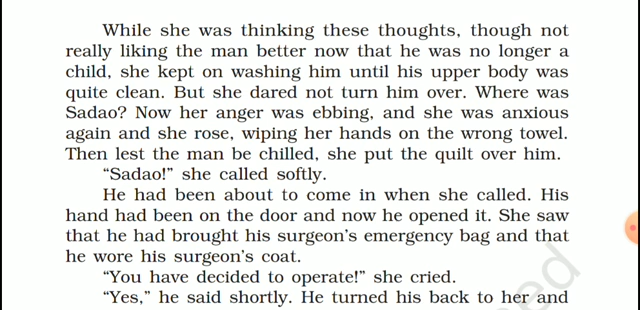 While she was thinking these thoughts, though not
really liking the man better now that he was no longer a
child, she kept on washing him until his upper body was
quite clean. But she dared not turn him over. Where was
Sadao? Now her anger was ebbing, and she was anxious
again and she rose, wiping her hands on the wrong towel.
Then lest the man be chilled, she put the quilt over him.
“Sadao!” she called softly.
He had been about to come in when she called. His
hand had been on the door and now he opened it. She saw
that he had brought his surgeon’s emergency bag and that
he wore his surgeon’s coat.
“You have decided to operate!” she cried.
“Yes,” he said shortly. He turned his back to her and